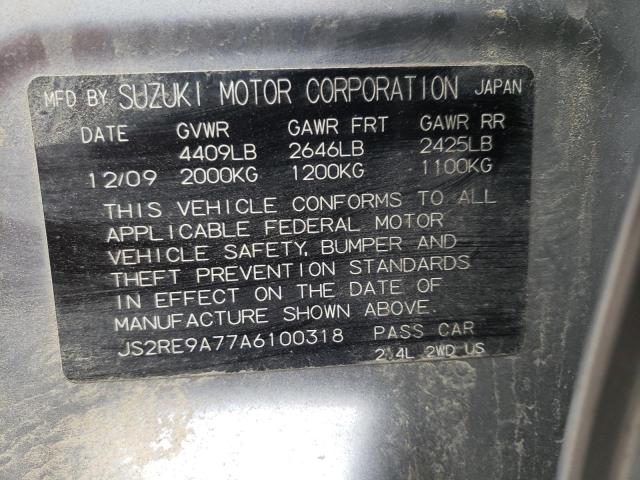 MFD BY SUZUKI MOTOR CORPORATION JAPAN
DATE GVWR GAWR FRT GAWR RR
4409LB 2646LB 2425LB
12/09 2000KG 1200KG 1100KG
THIS VEHICLE CONFORMS TO ALL
APPLICABLE FEDERAL MOTOR
VEHICLE SAFETY, BUMPER AND
THEFT PREVENTION STANDARDS
IN EFFECT ON THE DATE OF
MANUFACTURE SHOWN ABOVE.
JS2RE9A77A6100318 PASS CAR
2.4L 2WD US